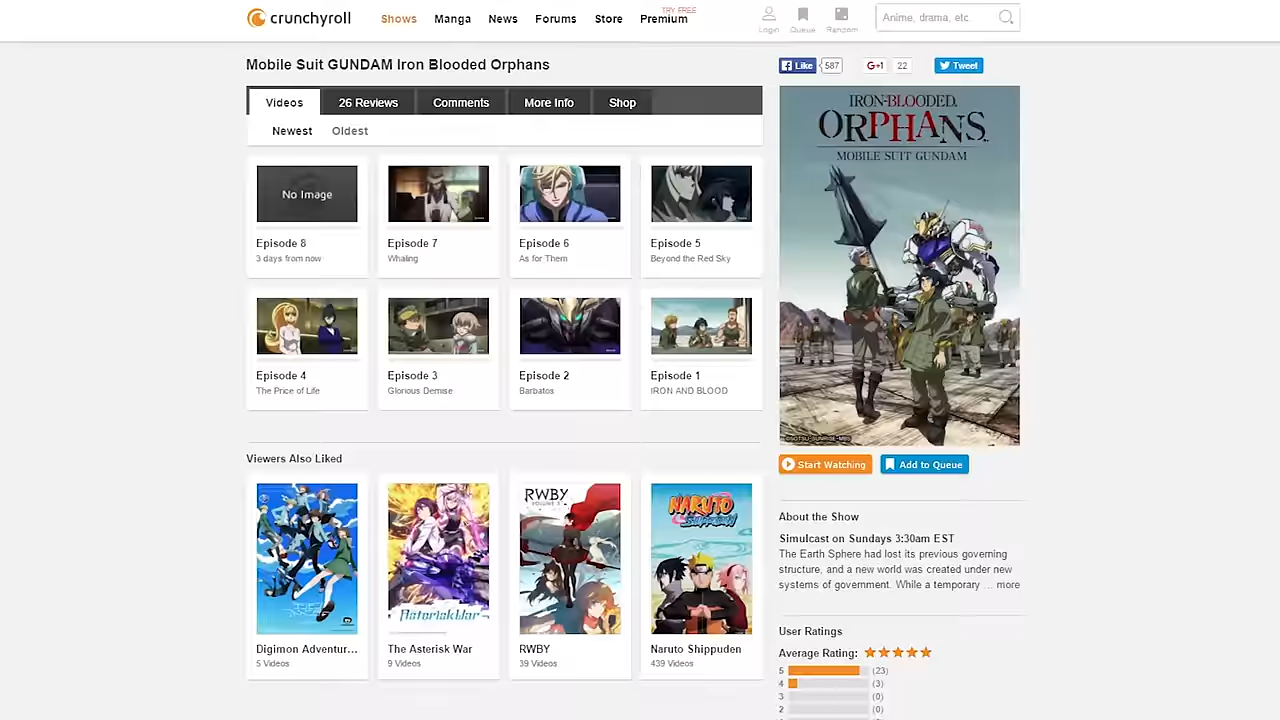 crunchyroll
Shows
Manga
News
Forums
Store
TRY FREE
Premium
Login
Queue
Random
Anime, drama, etc
Mobile Suit GUNDAM Iron Blooded Orphans
Like
587
G+1
22
Tweet
Videos
26 Reviews
Comments
More Info
Shop
Newest
Oldest
No Image
Episode 8
3 days from now
Episode 7
Whaling
Episode 6
As for Them
Episode 5
Beyond the Red Sky
Episode 4
The Price of Life
Episode 3
Glorious Demise
Episode 2
Barbatos
Episode 1
IRON AND BLOOD
IRON-BLOODED
ORPHANS
MOBILE SUIT GUNDAM
©SOTSU·SUNRISE·MBS
Start Watching
Add to Queue
Viewers Also Liked
Digimon Adventur...
5 Videos
Asterisk War
The Asterisk War
9 Videos
RWBY
RWBY
39 Videos
NARUTO
Shippuden
Naruto Shippuden
439 Videos
About the Show
Simulcast on Sundays 3:30am EST
The Earth Sphere had lost its previous governing
structure, and a new world was created under new
systems of government. While a temporary ... more
User Ratings
Average Rating:
5 (23)
4 (3)
3 (0)
2 (0)